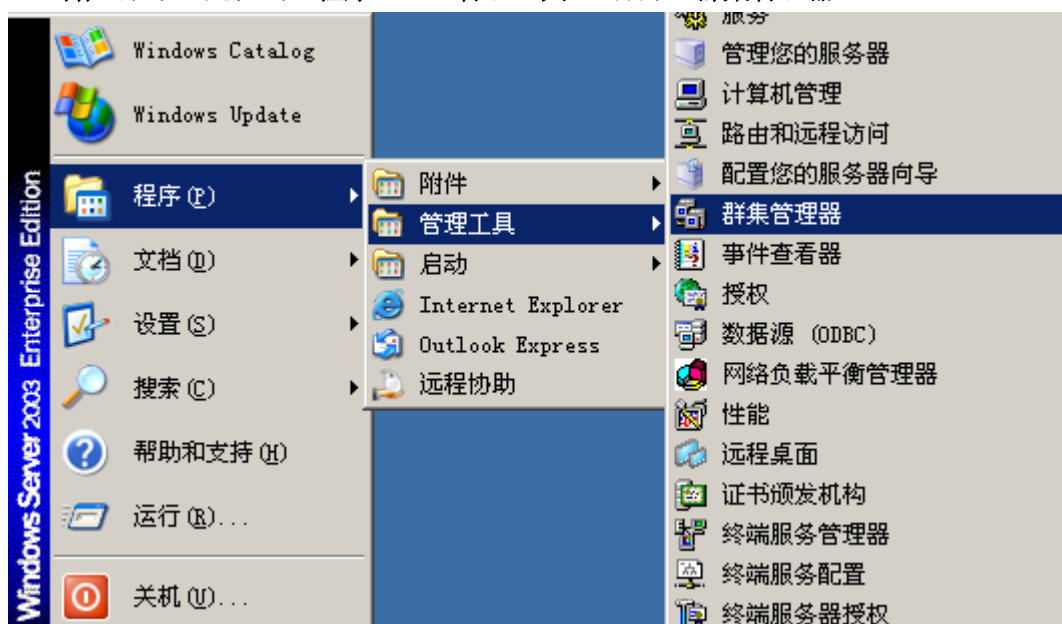 Windows Server 2003 Enterprise Edition
Windows Catalog
Windows Update
程序(P)
文档(D)
设置(S)
搜索(C)
帮助和支持(H)
运行(R)...
关机(U)...
附件
管理工具
启动
Internet Explorer
Outlook Express
远程协助
服务
管理您的服务器
计算机管理
路由和远程访问
配置您的服务器向导
群集管理器
事件查看器
授权
数据源 (ODBC)
网络负载平衡管理器
性能
远程桌面
证书颁发机构
终端服务管理器
终端服务配置
终端服务器授权